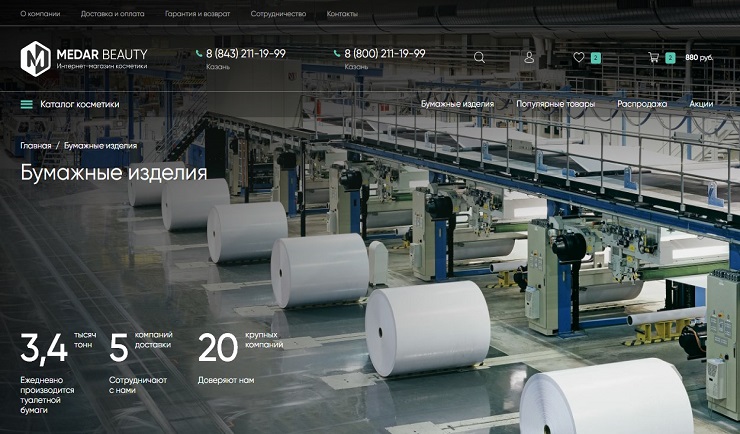 О компании Доставка и оплата Гарантия и возврат Сотрудничество Контакты
M MEDAR BEAUTY
Интернет-магазин косметики
8 (843) 211-19-99
Казань
8 (800) 211-19-99
Казань
2
2
880 руб.
Каталог косметики
Бумажные изделия Популярные товары Распродажа Акции
Главная / Бумажные изделия
Бумажные изделия
3,4 тысяч
тонн
Ежедневно
производится
туалетной
бумаги
5 компаний
доставки
Сотрудничают
с нами
20 крупных
компаний
Доверяют нам